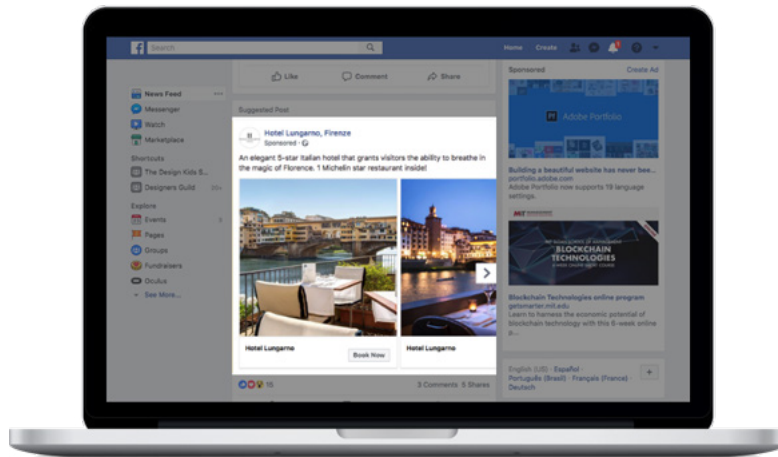 f Search
Home Create
News Feed
Messenger
Watch
Marketplace
Shortcuts
The Design Kids S...
Designers Guild 20+
Explore
Events
Pages
Groups
Fundraisers
Oculus
See More...
Like Comment Share
Suggested Post
Hotel Lungarno, Firenze
Sponsored ·
An elegant 5-star Italian hotel that grants visitors the ability to breathe in
the magic of Florence. 1 Michelin star restaurant inside!
Hotel Lungarno
Book Now
Hotel Lungarno
15
3 Comments 5 Shares
Sponsored Create Ad
Adobe Portfolio
Building a beautiful website has never bee...
portfolio.adobe.com
Adobe Portfolio now supports 19 language
settings.
BLOCKCHAIN
TECHNOLOGIES
Blockchain Technologies online program
getsmarter.mit.edu
Learn to harness the economic potential of
blockchain technology with this 6-week online
p...
English (US) · Español ·
Português (Brasil) · Français (France) ·
Deutsch